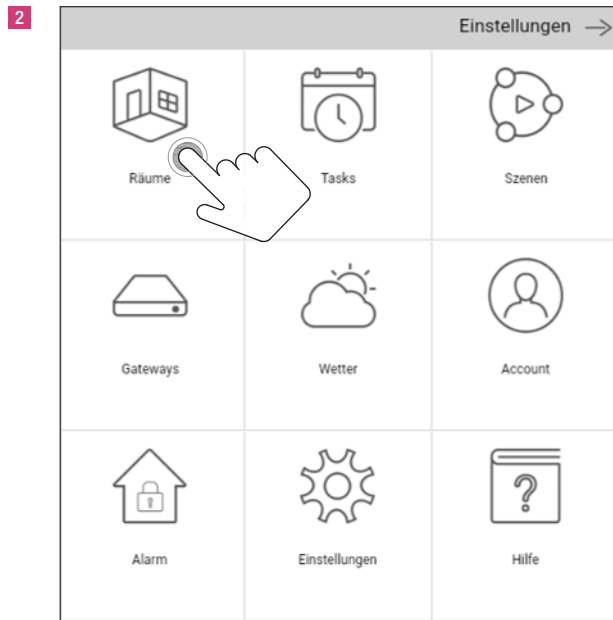 2
Einstellungen →
Räume
Tasks
Szenen
Gateways
Wetter
Account
?
Alarm
Einstellungen
Hilfe